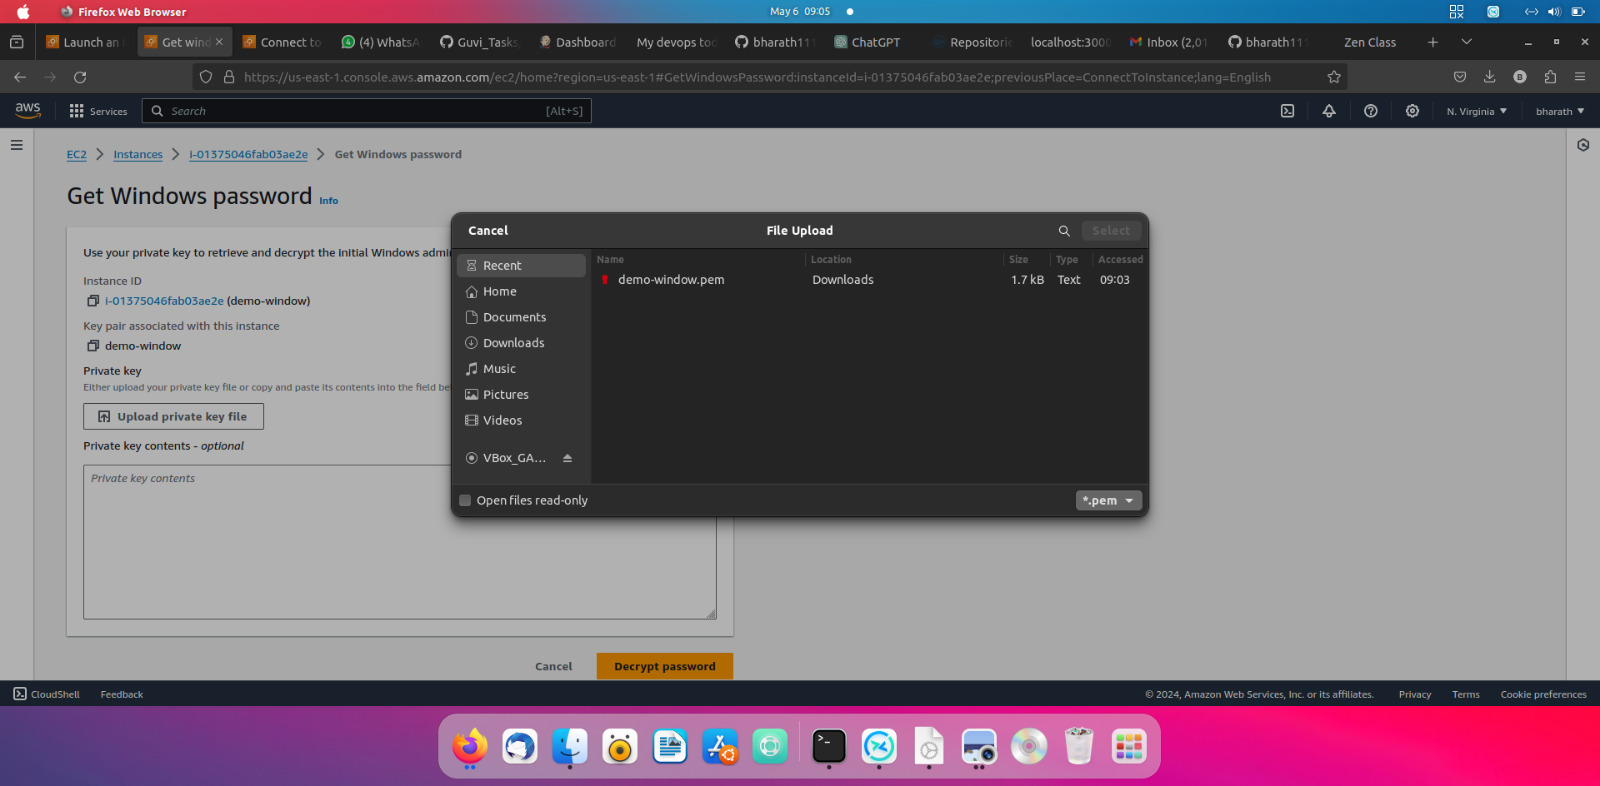 Firefox Web Browser
May 6 09:05
Launch an
Get wind
Connect to
(4) WhatsA
Guvi_Tasks
Dashboard
My devops tod
bharath111
ChatGPT
Repositorie
localhost:3000
Inbox (2,01
bharath111
Zen Class
https://us-east-1.console.aws.amazon.com/ec2/home?region=us-east-1#GetWindowsPassword:instanceId=i-01375046fab03ae2e;previousPlace=ConnectToInstance;lang=English
B
aws
Services
Search
[Alt+S]
N. Virginia
bharath
EC2
Instances
i-01375046fab03ae2e
Get Windows password
Get Windows password Info
Use your private key to retrieve and decrypt the initial Windows admi
Instance ID
i-01375046fab03ae2e (demo-window)
Key pair associated with this instance
demo-window
Private key
Either upload your private key file or copy and paste its contents into the field be
Upload private key file
Private key contents - optional
Private key contents
Cancel
Decrypt password
Cancel
File Upload
Select
Recent
Home
Documents
Downloads
Music
Pictures
Videos
VBox_GA...
Name
Location
Size
Type
Accessed
demo-window.pem
Downloads
1.7 kB
Text
09:03
Open files read-only
*.pem
CloudShell
Feedback
© 2024, Amazon Web Services, Inc. or its affiliates.
Privacy
Terms
Cookie preferences